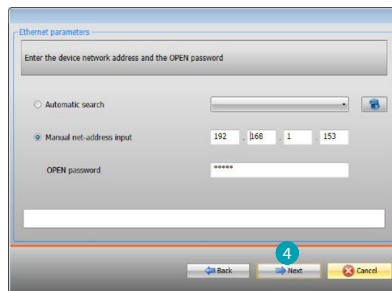 Ethernet parameters
Enter the device network address and the OPEN password
Automatic search
Manual net-address input 192 . 168 . 1 . 153
OPEN password *****
4
Back Next Cancel